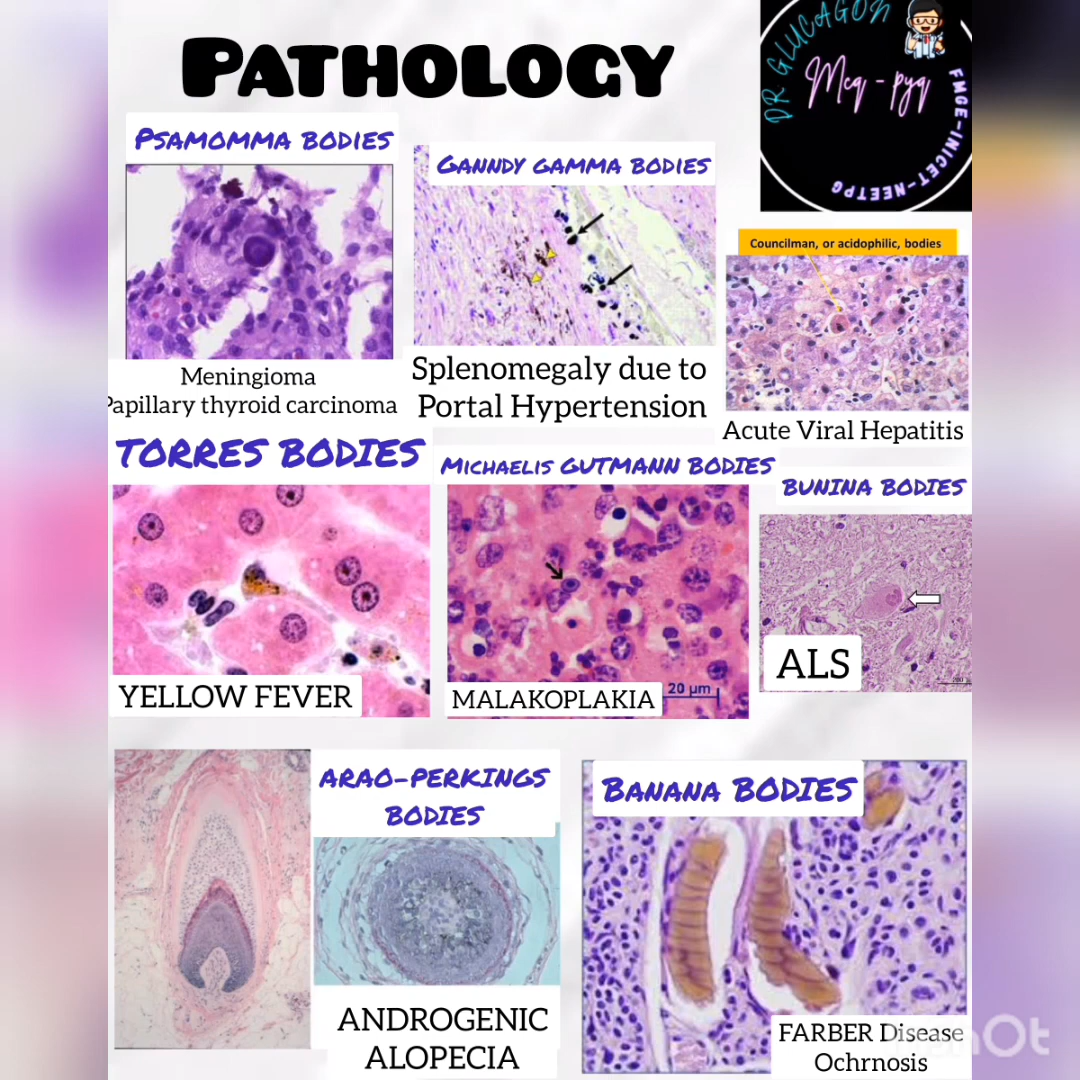 PATHOLOGY
DR GLUCAGON
Mcq - pyq
FMGE-INICET-NEETPG
PSAMOMMA BODIES
GANNDY GAMMA BODIES
Councilman, or acidophilic, bodies
Meningioma
Papillary thyroid carcinoma
Splenomegaly due to
Portal Hypertension
Acute Viral Hepatitis
TORRES BODIES
MICHAELIS GUTMANN BODIES
BUNINA BODIES
YELLOW FEVER
MALAKOPLAKIA
20 µm
ALS
ARAO-PERKINGS
BODIES
BANANA BODIES
ANDROGENIC
ALOPECIA
FARBER Disease
Ochrnosis